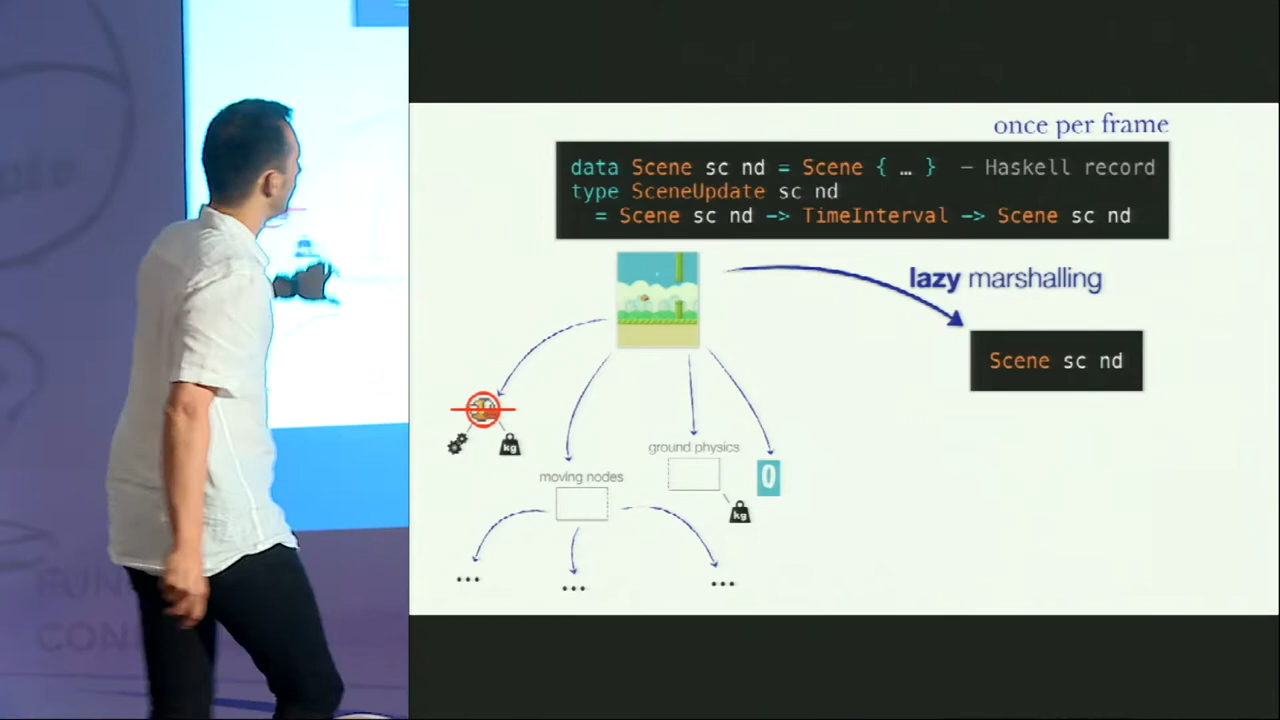 once per frame
data Scene sc nd = Scene { … } — Haskell record
type SceneUpdate sc nd
= Scene sc nd -> TimeInterval -> Scene sc nd
lazy marshalling
Scene sc nd
kg
ground physics
0
moving nodes
kg
...
...
...